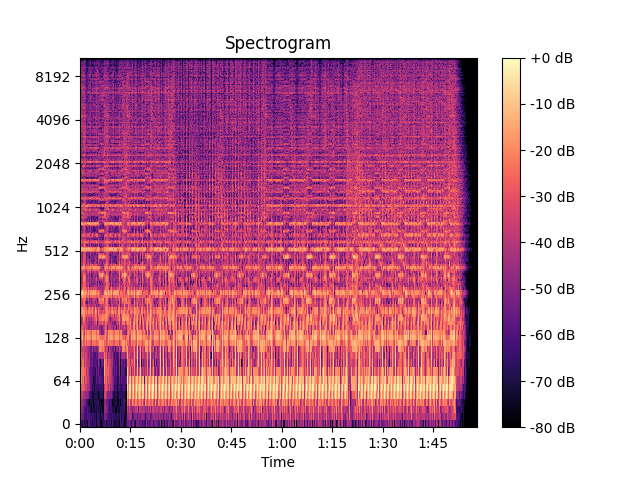 Spectrogram
8192
4096
2048
1024
512
256
128
64
0
Hz
0:00 0:15 0:30 0:45 1:00 1:15 1:30 1:45
Time
+0 dB
-10 dB
-20 dB
-30 dB
-40 dB
-50 dB
-60 dB
-70 dB
-80 dB